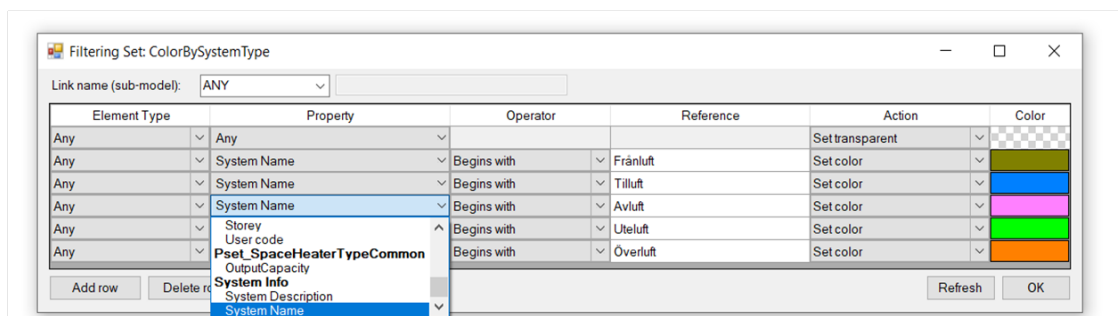 Filtering Set: ColorBySystemType
Link name (sub-model): ANY
Element Type Property Operator Reference Action Color
Any Any Set transparent
Any System Name Begins with Frånluft Set color
Any System Name Begins with Tilluft Set color
Any System Name Begins with Avluft Set color
Any Storey Begins with Uteluft Set color
User code
Any Pset_SpaceHeaterTypeCommon Begins with Överluft Set color
OutputCapacity
System Info
Add row Delete ro System Description Refresh OK
System Name